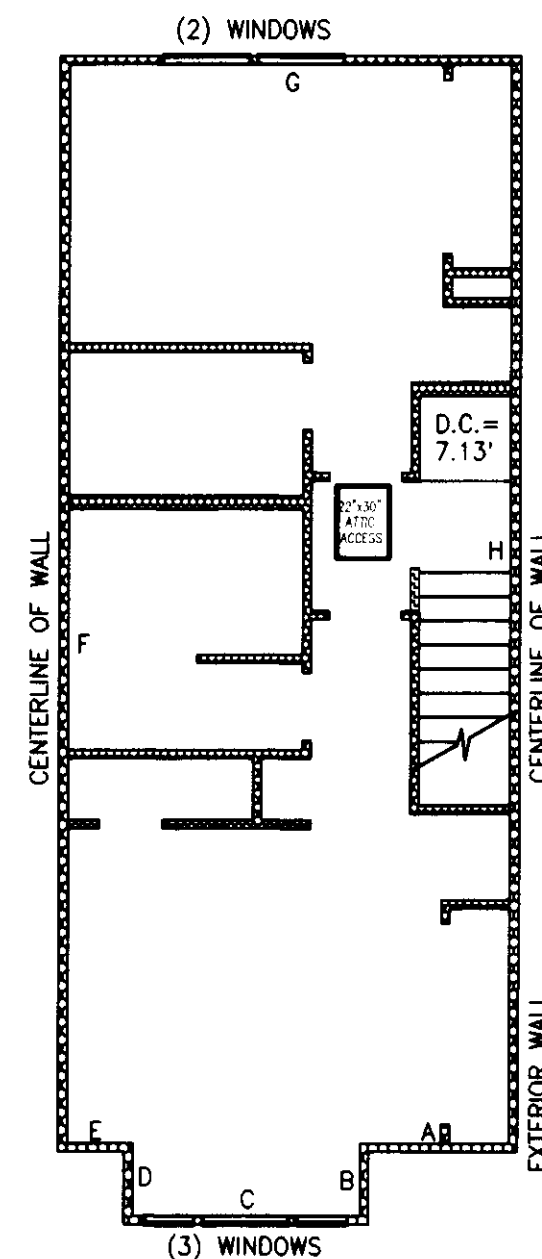 (2) WINDOWS
G
D.C.=
7.13'
22"x30"
ATTIC
ACCESS
H
CENTERLINE OF WALL
F
CENTERLINE OF WALL
EXTERIOR WALL
E
A
D
B
C
(3) WINDOWS